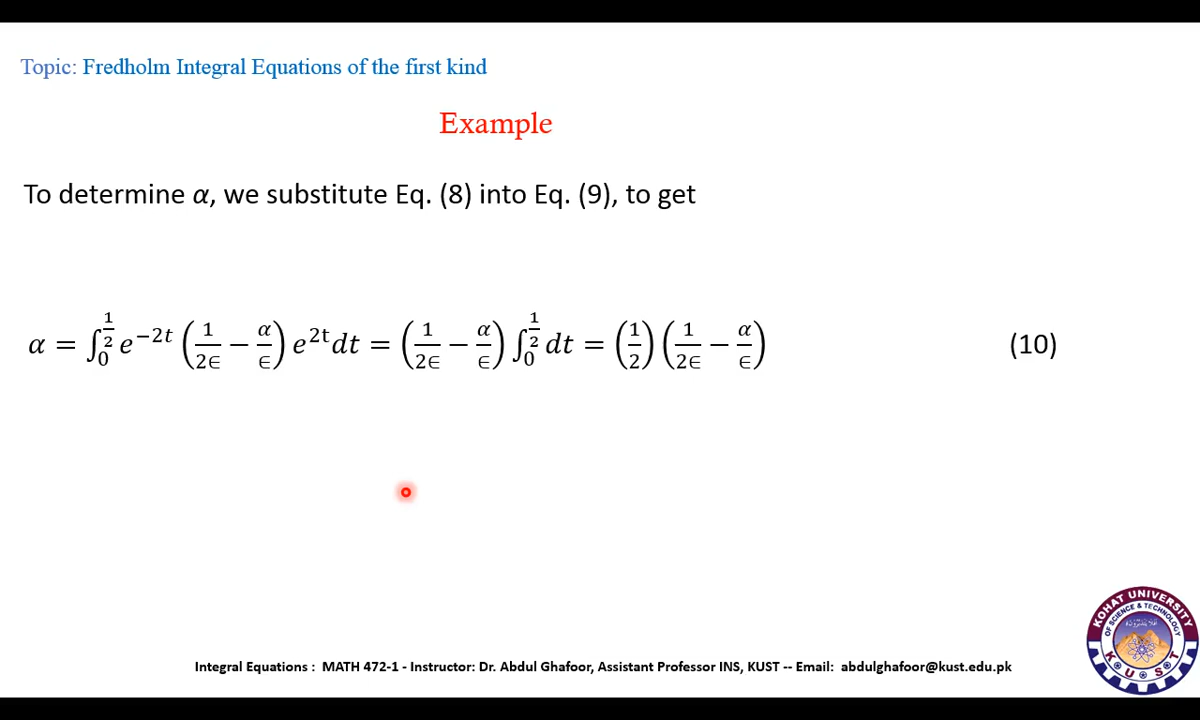 Topic: Fredholm Integral Equations of the first kind
Example
To determine α, we substitute Eq. (8) into Eq. (9), to get
α = ∫₀^(1/2) e^(−2t) (1/2∈ − α/∈) e^(2t) dt = (1/2∈ − α/∈) ∫₀^(1/2) dt = (1/2) (1/2∈ − α/∈) (10)
KOHAT UNIVERSITY
OF SCIENCE & TECHNOLOGY
K U S T
Integral Equations : MATH 472-1 - Instructor: Dr. Abdul Ghafoor, Assistant Professor INS, KUST -- Email: abdulghafoor@kust.edu.pk